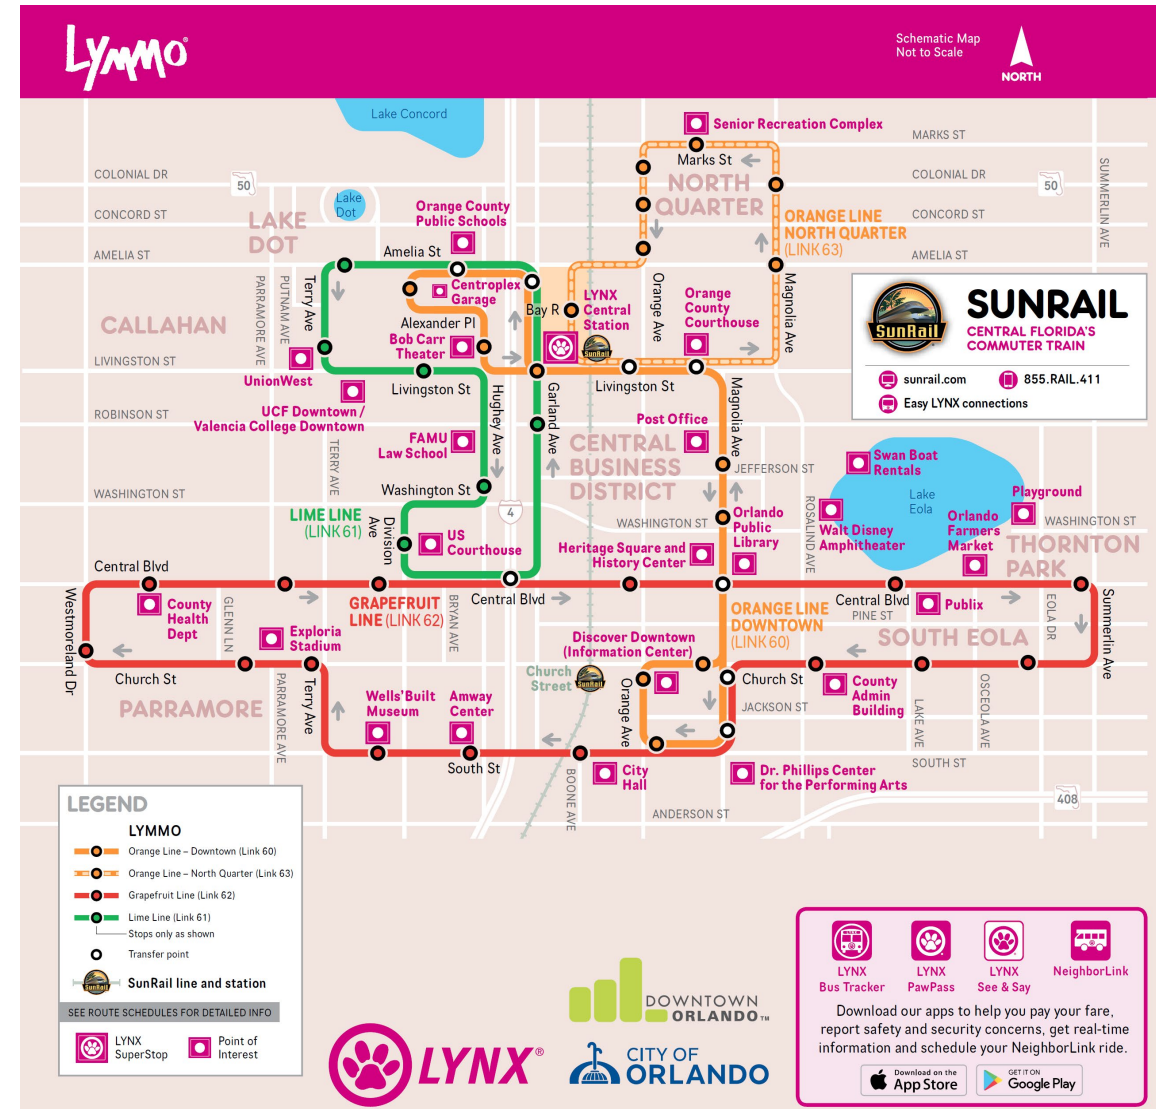 LYMMO®
Schematic Map
Not to Scale
NORTH
Lake Concord
Senior Recreation Complex
MARKS ST
Marks St
COLONIAL DR
50
COLONIAL DR
50
SUMMERLIN AVE
NORTH
QUARTER
Lake
Dot
Orange County
Public Schools
CONCORD ST
CONCORD ST
LAKE
DOT
ORANGE LINE
NORTH QUARTER
(LINK 63)
AMELIA ST
Amelia St
AMELIA ST
PARRAMORE AVE
PUTNAM AVE
Terry Ave
Centroplex
Garage
Bay R
LYNX
Central
Station
SunRail
Orange Ave
Orange
County
Courthouse
Magnolia Ave
CALLAHAN
Alexander Pl
Bob Carr
Theater
SunRail
SUNRAIL
CENTRAL FLORIDA'S
COMMUTER TRAIN
sunrail.com
855.RAIL.411
Easy LYNX connections
LIVINGSTON ST
UnionWest
Livingston St
Livingston St
UCF Downtown /
Valencia College Downtown
ROBINSON ST
Hughey Ave
Garland Ave
Magnolia Ave
Post Office
FAMU
Law School
CENTRAL
BUSINESS
DISTRICT
JEFFERSON ST
TERRY AVE
Swan Boat
Rentals
Lake
Eola
Playground
WASHINGTON ST
Washington St
4
ROSALIND AVE
Walt Disney
Amphitheater
Orlando
Farmers
Market
WASHINGTON ST
LIME LINE
(LINK 61)
Division
Ave
WASHINGTON ST
Orlando
Public
Library
US
Courthouse
Heritage Square and
History Center
THORNTON
PARK
Central Blvd
Westmoreland Dr
County
Health
Dept
GLENN LN
GRAPEFRUIT
LINE (LINK 62)
BRYAN AVE
Central Blvd
ORANGE LINE
DOWNTOWN
(LINK 60)
Central Blvd
PINE ST
Publix
EOLA DR
Summerlin Ave
Exploria
Stadium
Discover Downtown
(Information Center)
SOUTH EOLA
Church St
Church
Street
SunRail
Church St
PARRAMORE
PARRAMORE AVE
Terry Ave
Wells'Built
Museum
Amway
Center
Orange Ave
JACKSON ST
County
Admin
Building
LAKE AVE
OSCEOLA AVE
South St
BOONE AVE
City
Hall
Dr. Phillips Center
for the Performing Arts
SOUTH ST
ANDERSON ST
408
LEGEND
LYMMO
Orange Line – Downtown (Link 60)
Orange Line – North Quarter (Link 63)
Grapefruit Line (Link 62)
Lime Line (Link 61)
Stops only as shown
Transfer point
SunRail
SunRail line and station
SEE ROUTE SCHEDULES FOR DETAILED INFO
LYNX
SuperStop
Point of
Interest
LYNX®
DOWNTOWN
ORLANDO™
CITY OF
ORLANDO
LYNX
Bus Tracker
LYNX
PawPass
LYNX
See & Say
NeighborLink
Download our apps to help you pay your fare,
report safety and security concerns, get real-time
information and schedule your NeighborLink ride.
Download on the
App Store
GET IT ON
Google Play